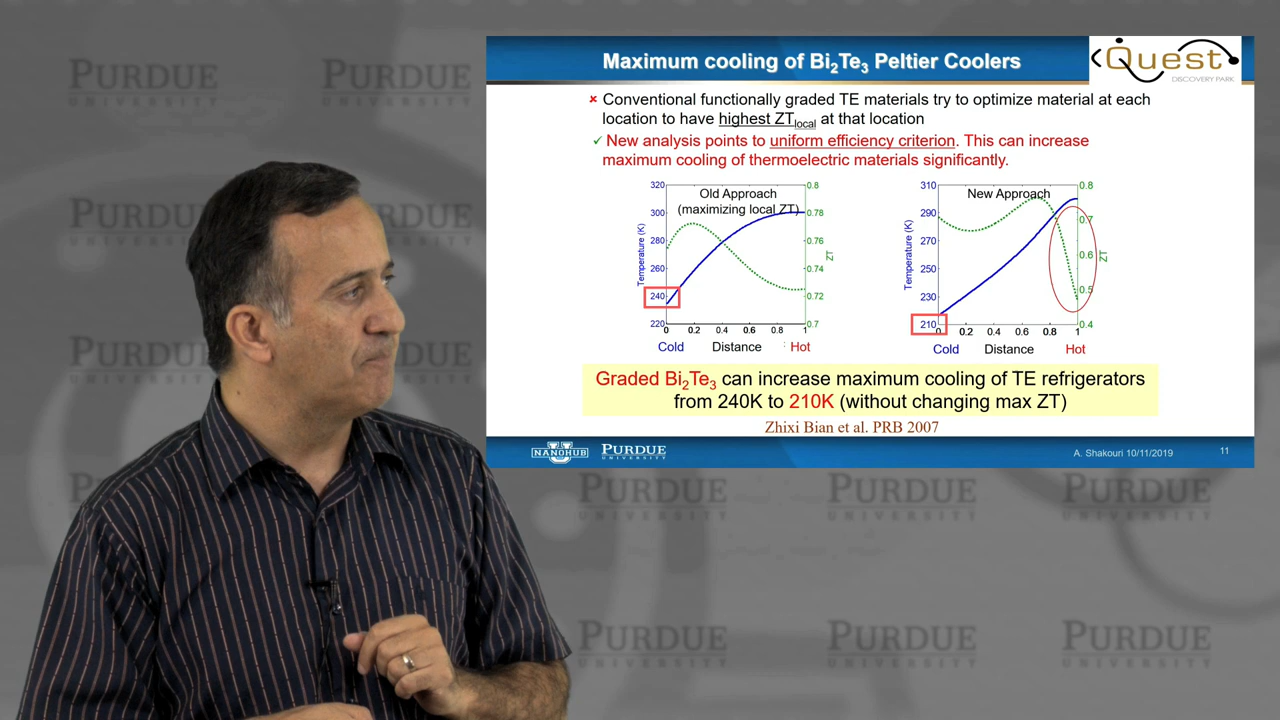 Maximum cooling of Bi2Te3 Peltier Coolers
Quest
DISCOVERY PARK
✗ Conventional functionally graded TE materials try to optimize material at each
location to have highest ZTlocal at that location
✓ New analysis points to uniform efficiency criterion. This can increase
maximum cooling of thermoelectric materials significantly.
Old Approach
(maximizing local ZT)
Temperature (K)
320
300
280
260
240
220
0.8
0.78
0.76
0.74
0.72
0.7
ZT
0 0.2 0.4 0.6 0.8 1
Cold Distance Hot
New Approach
Temperature (K)
310
290
270
250
230
210
0.8
0.7
0.6
0.5
0.4
ZT
0 0.2 0.4 0.6 0.8 1
Cold Distance Hot
Graded Bi2Te3 can increase maximum cooling of TE refrigerators
from 240K to 210K (without changing max ZT)
Zhixi Bian et al. PRB 2007
NANOHUB
PURDUE
UNIVERSITY
A. Shakouri 10/11/2019
11
PURDUE
UNIVERSITY
PURDUE
UNIVERSITY
PURDUE
UNIVERSITY
PURDUE
UNIVERSITY
PURDUE
UNIVERSITY
PURDUE
UNIVERSITY
PURDUE
UNIVERSITY
PURDUE
UNIVERSITY
PURDUE
UNIVERSITY
PURDUE
UNIVERSITY